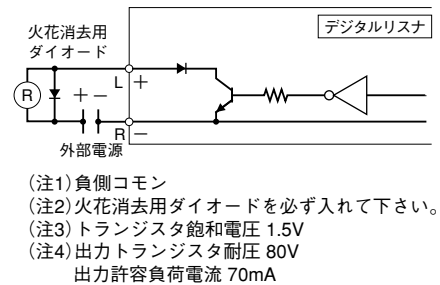 火花消去用
ダイオード
デジタルリスナ
L
+
R
+ −
R
−
外部電源
(注1)負側コモン
(注2)火花消去用ダイオードを必ず入れて下さい。
(注3)トランジスタ飽和電圧 1.5V
(注4)出力トランジスタ耐圧 80V
出力許容負荷電流 70mA